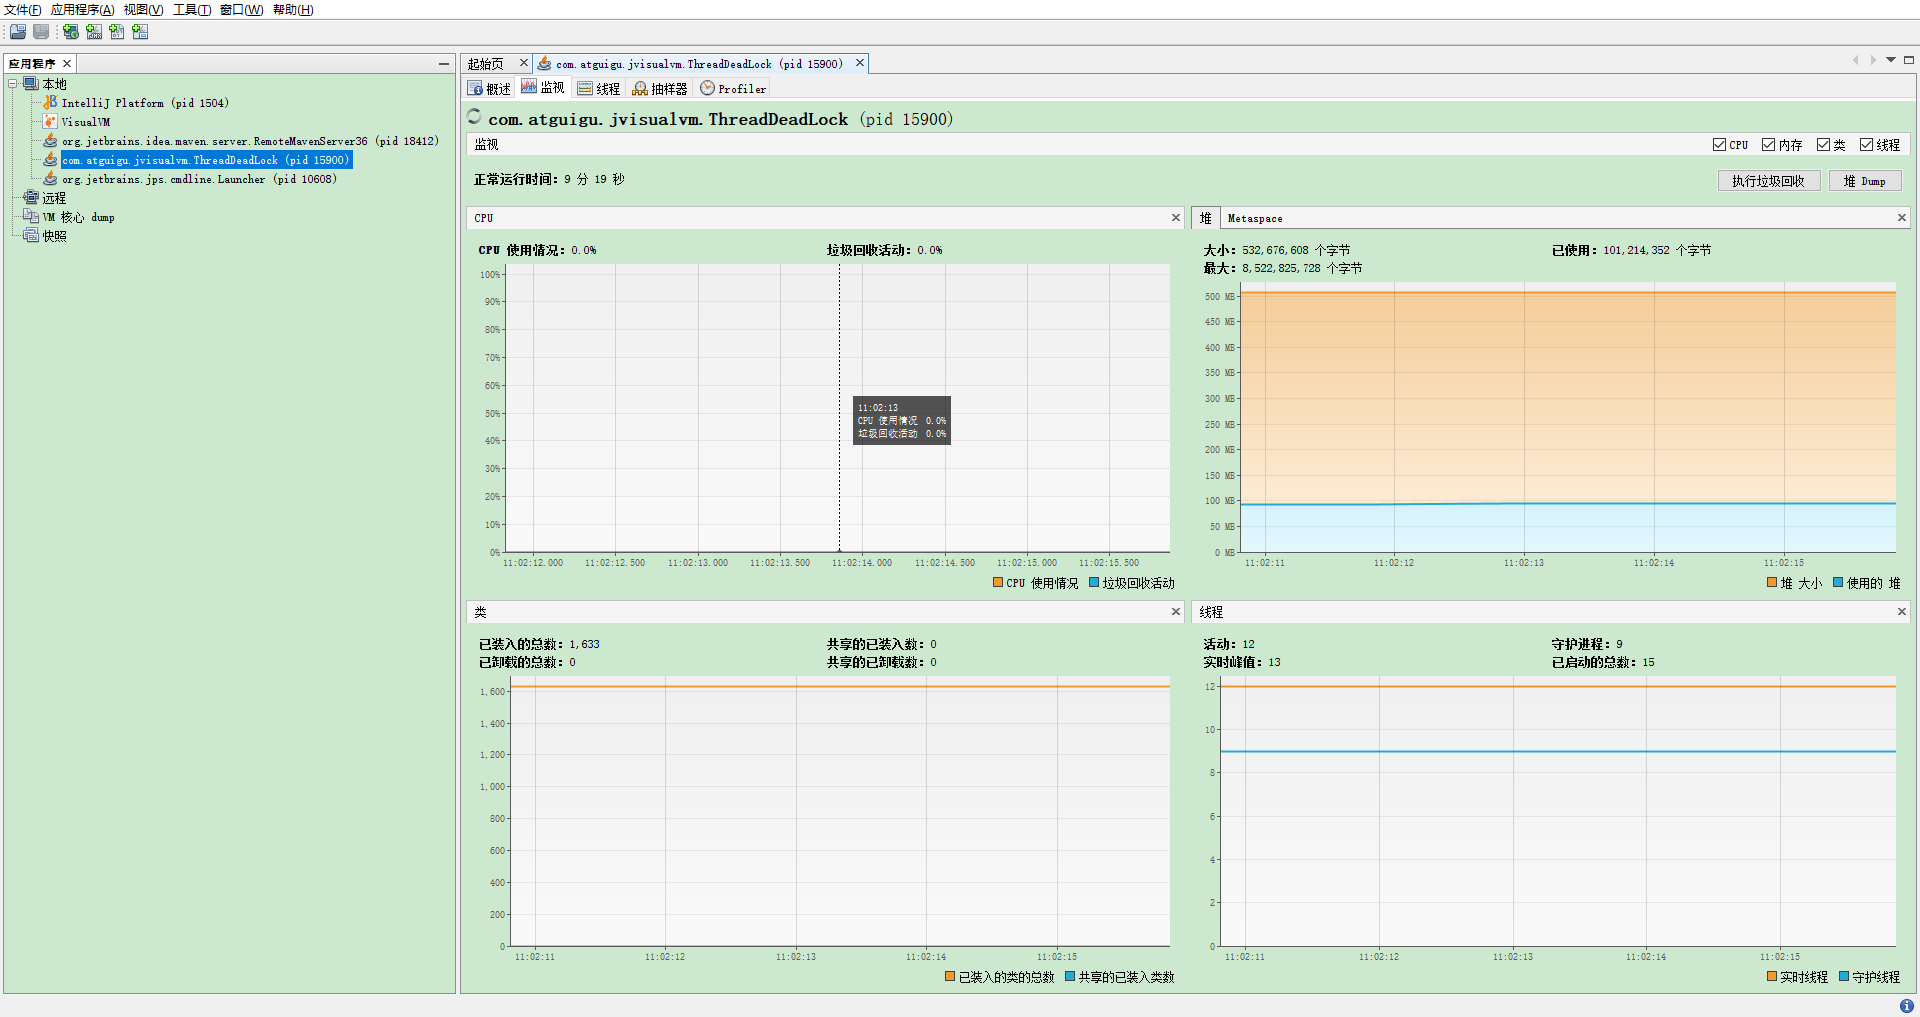 文件(F) 应用程序(A) 视图(V) 工具(T) 窗口(W) 帮助(H)
应用程序
本地
IntelliJ Platform (pid 1504)
VisualVM
org.jetbrains.idea.maven.server.RemoteMavenServer36 (pid 18412)
com.atguigu.jvisualvm.ThreadDeadLock (pid 15900)
org.jetbrains.jps.cmdline.Launcher (pid 10608)
远程
VM 核心 dump
快照
起始页 com.atguigu.jvisualvm.ThreadDeadLock (pid 15900)
概述 监视 线程 抽样器 Profiler
com.atguigu.jvisualvm.ThreadDeadLock (pid 15900)
监视 CPU 内存 类 线程
正常运行时间: 9 分 19 秒 执行垃圾回收 堆 Dump
CPU
CPU 使用情况: 0.0% 垃圾回收活动: 0.0%
100%
90%
80%
70%
60%
50%
40%
30%
20%
10%
0%
11:02:13
CPU 使用情况 0.0%
垃圾回收活动 0.0%
11:02:12.000 11:02:12.500 11:02:13.000 11:02:13.500 11:02:14.000 11:02:14.500 11:02:15.000 11:02:15.500
CPU 使用情况 垃圾回收活动
堆 Metaspace
大小: 532,676,608 个字节 已使用: 101,214,352 个字节
最大: 8,522,825,728 个字节
500 MB
450 MB
400 MB
350 MB
300 MB
250 MB
200 MB
150 MB
100 MB
50 MB
0 MB
11:02:11 11:02:12 11:02:13 11:02:14 11:02:15
堆 大小 使用的 堆
类
已装入的总数: 1,633 共享的已装入数: 0
已卸载的总数: 0 共享的已卸载数: 0
1,600
1,400
1,200
1,000
800
600
400
200
0
11:02:11 11:02:12 11:02:13 11:02:14 11:02:15
已装入的类的总数 共享的已装入类数
线程
活动: 12 守护进程: 9
实时峰值: 13 已启动的总数: 15
12
10
8
6
4
2
0
11:02:11 11:02:12 11:02:13 11:02:14 11:02:15
实时线程 守护线程